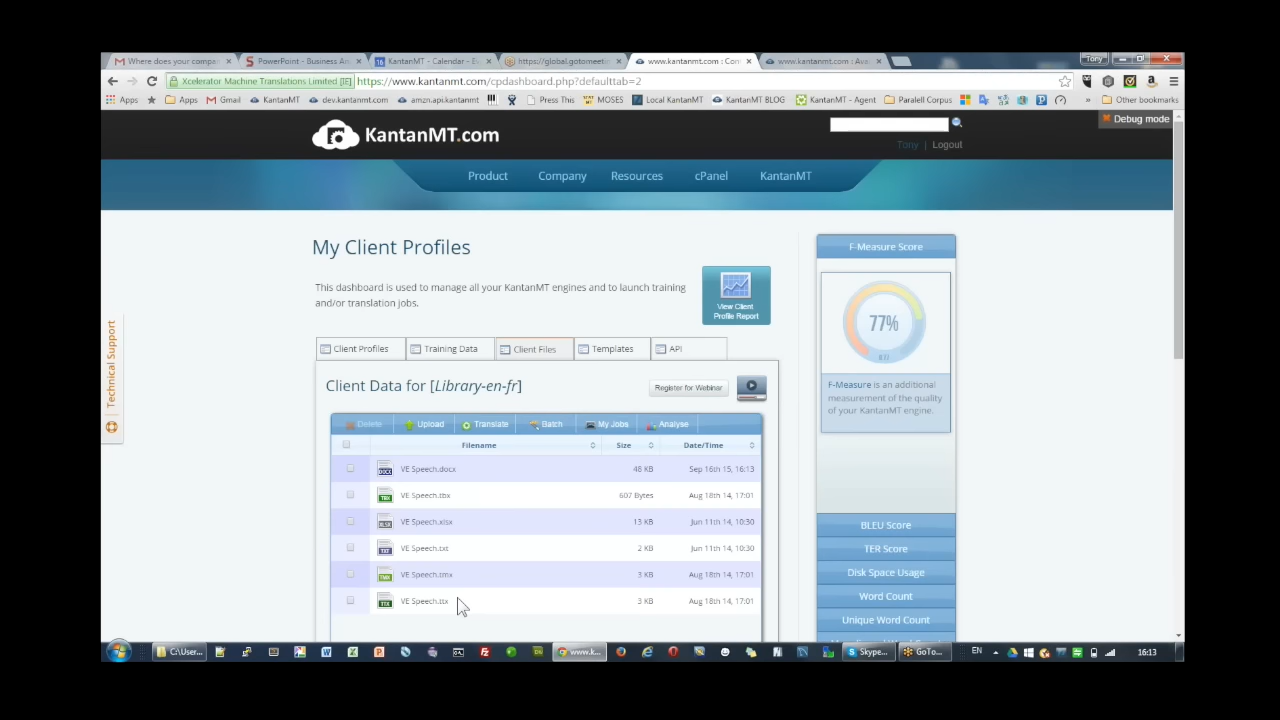 Where does your compa
PowerPoint - Business An
KantanMT - Calendar - E
https://global.gotomeetin
www.kantanmt.com : Co
www.kantanmt.com : Ava
Tony
Xcelerator Machine Translations Limited [IE]
https://www.kantanmt.com/cpdashboard.php?defaulttab=2
Apps
Apps
Gmail
KantanMT
dev.kantanmt.com
amzn.api.kantanmt
Press This
MOSES
Local KantanMT
KantanMT BLOG
KantanMT - Agent
Paralell Corpus
Other bookmarks
Debug mode
KantanMT.com
Tony | Logout
Product
Company
Resources
cPanel
KantanMT
Technical Support
My Client Profiles
This dashboard is used to manage all your KantanMT engines and to launch training
and/or translation jobs.
View Client
Profile Report
Client Profiles
Training Data
Client Files
Templates
API
Client Data for [Library-en-fr]
Register for Webinar
Delete
Upload
Translate
Batch
My Jobs
Analyse
Filename Size Date/Time
VE Speech.docx 48 KB Sep 16th 15, 16:13
VE Speech.tbx 607 Bytes Aug 18th 14, 17:01
VE Speech.xlsx 13 KB Jun 11th 14, 10:30
VE Speech.txt 2 KB Jun 11th 14, 10:30
VE Speech.tmx 3 KB Aug 18th 14, 17:01
VE Speech.ttx 3 KB Aug 18th 14, 17:01
F-Measure Score
77%
F-Measure is an additional
measurement of the quality
of your KantanMT engine.
BLEU Score
TER Score
Disk Space Usage
Word Count
Unique Word Count
C:\User...
www.k...
Skype...
GoTo...
EN
16:13